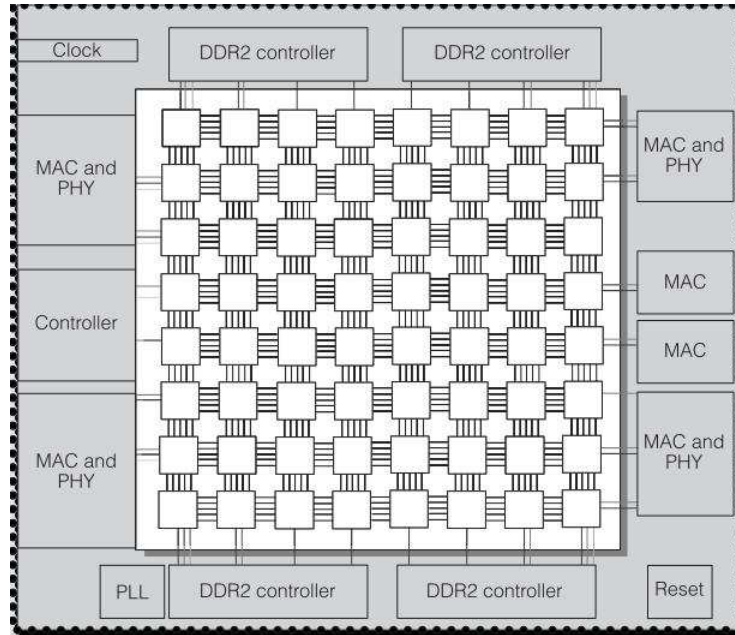 Clock
DDR2 controller
DDR2 controller
MAC and
PHY
MAC and
PHY
MAC
Controller
MAC
MAC and
PHY
MAC and
PHY
PLL
DDR2 controller
DDR2 controller
Reset